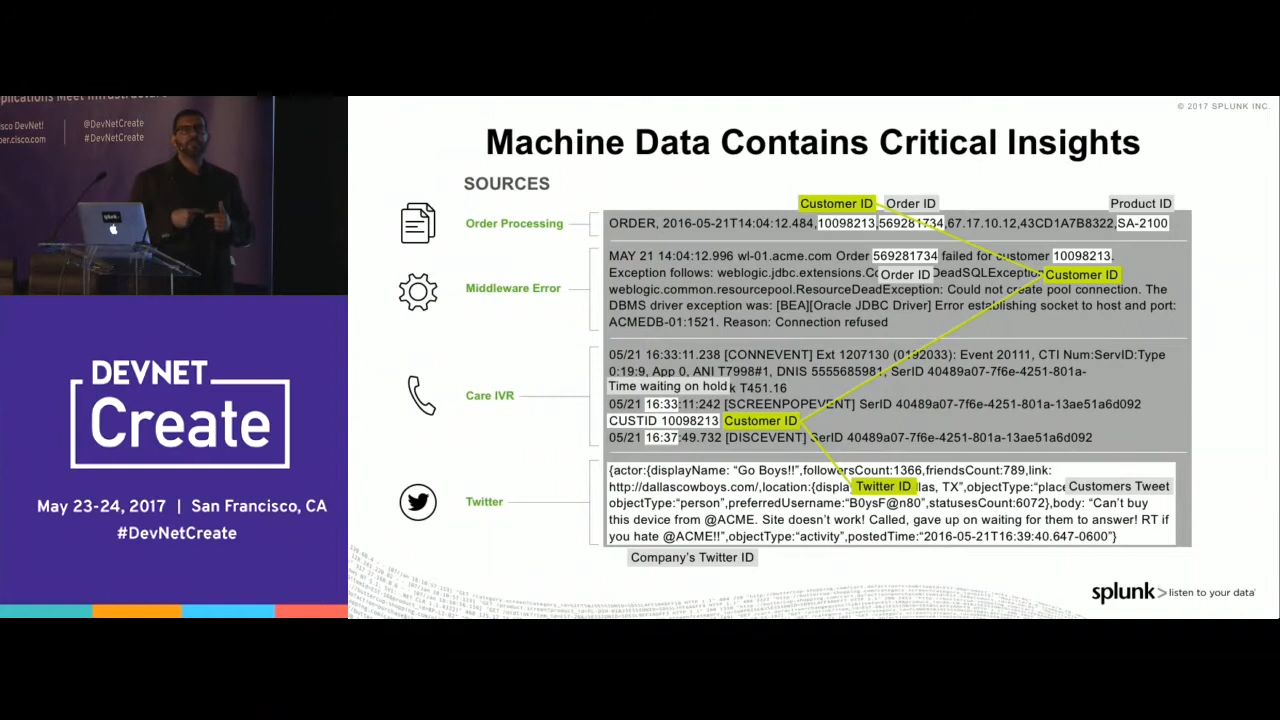 plications Meet Infrastructure
isco DevNet!
per.cisco.com
@DevNetCreate
#DevNetCreate
splunk>
DEVNET
Create
May 23-24, 2017 | San Francisco, CA
#DevNetCreate
© 2017 SPLUNK INC.
Machine Data Contains Critical Insights
SOURCES
Customer ID
Order ID
Product ID
Order Processing
ORDER, 2016-05-21T14:04:12.484,10098213,569281734,67.17.10.12,43CD1A7B8322,SA-2100
Middleware Error
MAY 21 14:04:12.996 wl-01.acme.com Order 569281734 failed for customer 10098213.
Exception follows: weblogic.jdbc.extensions.Co Order ID DeadSQLException Customer ID
weblogic.common.resourcepool.ResourceDeadException: Could not create pool connection. The
DBMS driver exception was: [BEA][Oracle JDBC Driver] Error establishing socket to host and port:
ACMEDB-01:1521. Reason: Connection refused
Care IVR
05/21 16:33:11.238 [CONNEVENT] Ext 1207130 (0192033): Event 20111, CTI Num:ServID:Type
0:19:9, App 0, ANI T7998#1, DNIS 5555685981, SerID 40489a07-7f6e-4251-801a-
Time waiting on hold k T451.16
05/21 16:33:11:242 [SCREENPOPEVENT] SerID 40489a07-7f6e-4251-801a-13ae51a6d092
CUSTID 10098213 Customer ID
05/21 16:37:49.732 [DISCEVENT] SerID 40489a07-7f6e-4251-801a-13ae51a6d092
Twitter
{actor:{displayName: “Go Boys!!”,followersCount:1366,friendsCount:789,link:
http://dallascowboys.com/,location:{displa Twitter ID las, TX”,objectType:“place Customers Tweet
objectType:“person”,preferredUsername:“B0ysF@n80”,statusesCount:6072},body: “Can’t buy
this device from @ACME. Site doesn’t work! Called, gave up on waiting for them to answer! RT if
you hate @ACME!!”,objectType:“activity”,postedTime:“2016-05-21T16:39:40.647-0600”}
Company’s Twitter ID
splunk> listen to your data